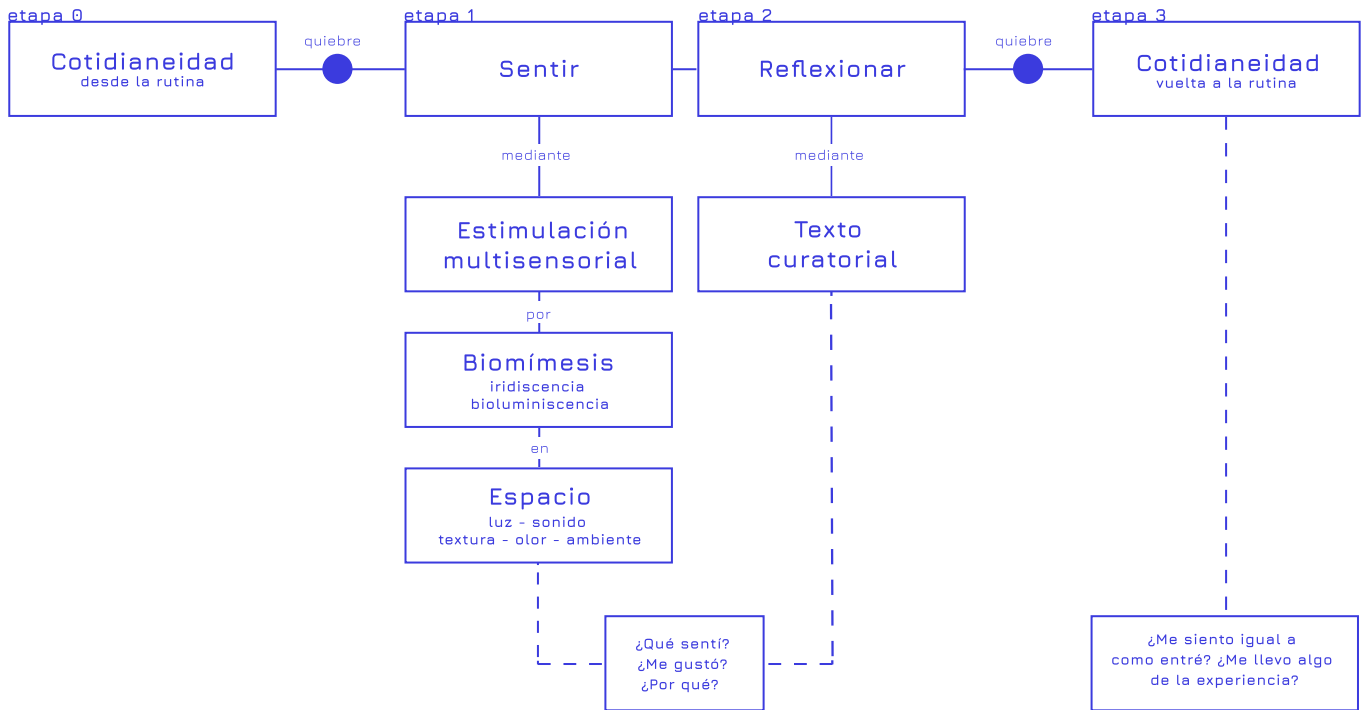 etapa 0
Cotidianeidad
desde la rutina
quiebre
etapa 1
Sentir
etapa 2
Reflexionar
quiebre
etapa 3
Cotidianeidad
vuelta a la rutina
mediante
mediante
Estimulación
multisensorial
Texto
curatorial
por
Biomímesis
iridiscencia
bioluminiscencia
en
Espacio
luz - sonido
textura - olor - ambiente
¿Qué sentí?
¿Me gustó?
¿Por qué?
¿Me siento igual a
como entré? ¿Me llevo algo
de la experiencia?